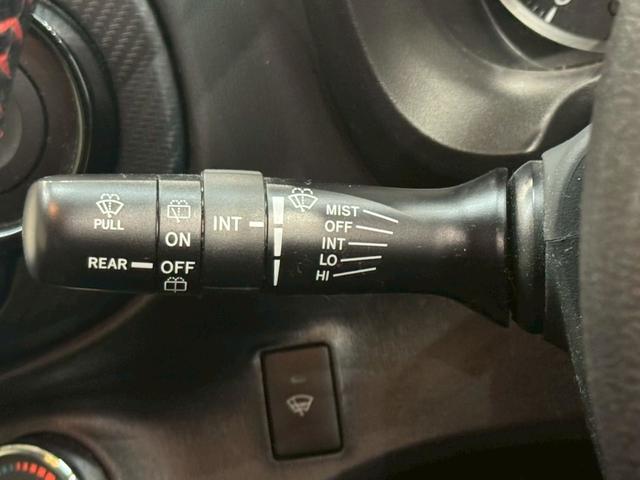 PULL
REAR
ON
OFF
INT
MIST
OFF
INT
LO
HI